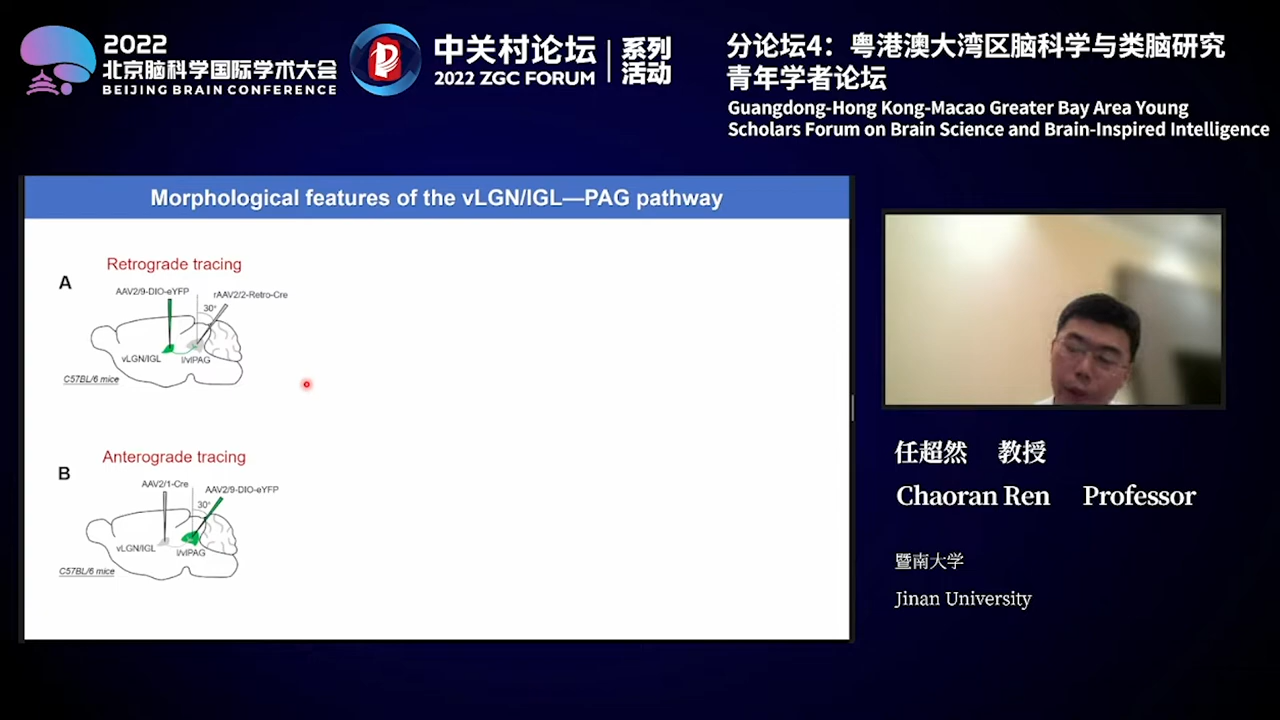 2022
北京脑科学国际学术大会
BEIJING BRAIN CONFERENCE
中关村论坛
2022 ZGC FORUM
系列
活动
分论坛4：粤港澳大湾区脑科学与类脑研究
青年学者论坛
Guangdong-Hong Kong-Macao Greater Bay Area Young
Scholars Forum on Brain Science and Brain-Inspired Intelligence
Morphological features of the vLGN/IGL—PAG pathway
Retrograde tracing
A
AAV2/9-DIO-eYFP
rAAV2/2-Retro-Cre
30°
vLGN/IGL
l/vlPAG
C57BL/6 mice
Anterograde tracing
B
AAV2/1-Cre
AAV2/9-DIO-eYFP
30°
vLGN/IGL
l/vlPAG
C57BL/6 mice
任超然 教授
Chaoran Ren Professor
暨南大学
Jinan University